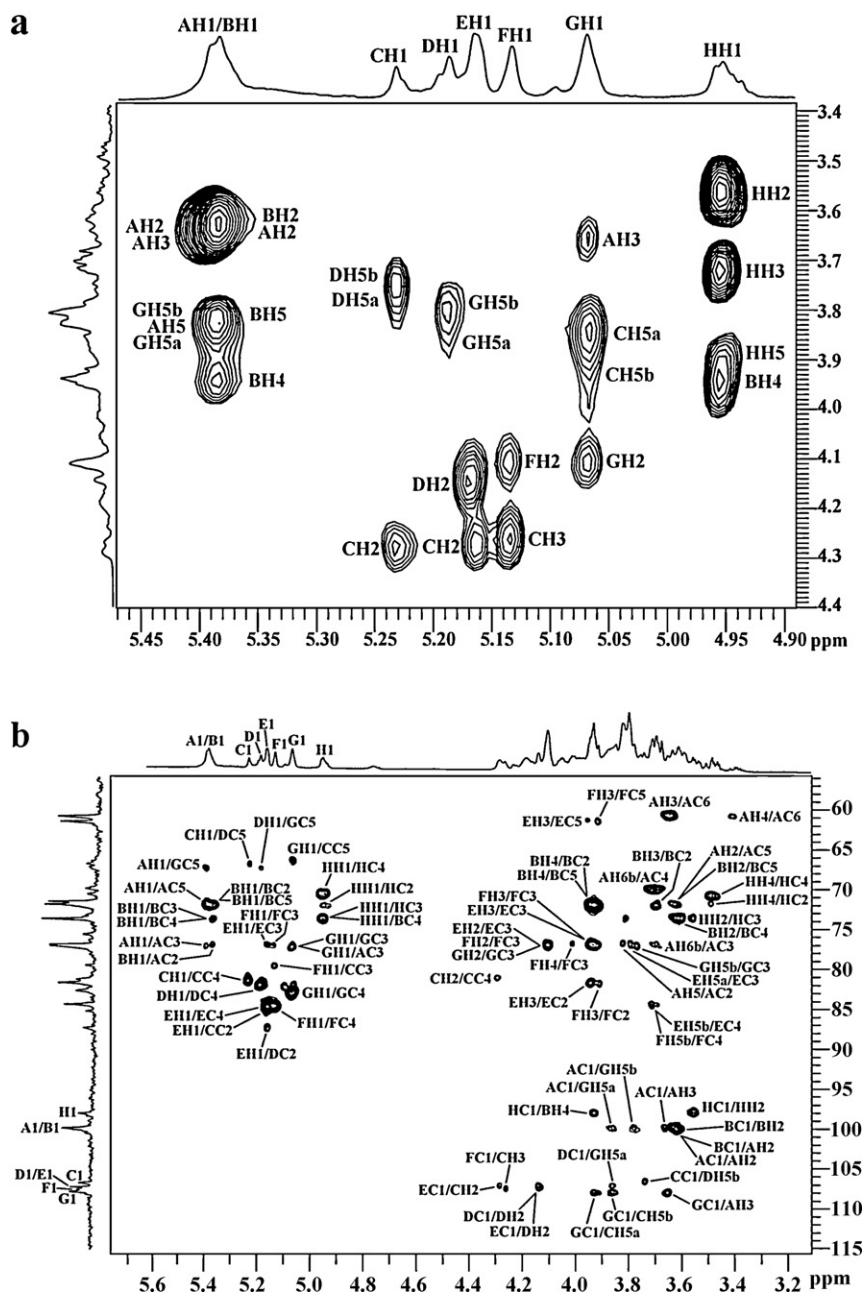 a
AH1/BH1
CH1
DH1
EH1
FH1
GH1
HH1
3.4
3.5
3.6
3.7
3.8
3.9
4.0
4.1
4.2
4.3
4.4
AH2
AH3
BH2
AH2
GH5b
AH5
GH5a
BH5
BH4
DH5b
DH5a
GH5b
GH5a
AH3
CH5a
CH5b
HH2
HH3
HH5
BH4
DH2
FH2
GH2
CH2
CH2
CH3
5.45
5.40
5.35
5.30
5.25
5.20
5.15
5.10
5.05
5.00
4.95
4.90
ppm
b
A1/B1
C1
D1
E1
F1
G1
H1
60
65
70
75
80
85
90
95
100
105
110
115
CH1/DC5
DH1/GC5
GH1/CC5
AH1/GC5
AH1/AC5
BH1/BC2
BH1/BC5
HH1/HC4
HH1/HC2
BH1/BC3
BH1/BC4
FH1/FC3
EH1/EC3
HH1/HC3
HH1/BC4
AH1/AC3
BH1/AC2
GH1/GC3
GH1/AC3
FH1/CC3
CH1/CC4
DH1/DC4
GH1/GC4
EH1/EC4
EH1/CC2
FH1/FC4
EH1/DC2
EH3/EC5
FH3/FC5
AH3/AC6
AH4/AC6
BH4/BC2
BH4/BC5
AH6b/AC4
BH3/BC2
AH2/AC5
BH2/BC5
HH4/HC4
HH4/HC2
FH3/FC3
EH3/EC3
EH2/EC3
FH2/FC3
GH2/GC3
HH2/HC3
BH2/BC4
FH4/FC3
AH6b/AC3
GH5b/GC3
EH5a/EC3
AH5/AC2
CH2/CC4
EH3/EC2
FH3/FC2
EH5b/EC4
FH5b/FC4
AC1/GH5b
AC1/GH5a
AC1/AH3
HC1/BH4
HC1/HH2
BC1/BH2
BC1/AH2
AC1/AH2
FC1/CH3
EC1/CH2
DC1/GH5a
CC1/DH5b
DC1/DH2
EC1/DH2
GC1/CH5b
GC1/CH5a
GC1/AH3
H1
A1/B1
D1/E1
C1
F1
G1
5.6
5.4
5.2
5.0
4.8
4.6
4.4
4.2
4.0
3.8
3.6
3.4
3.2
ppm